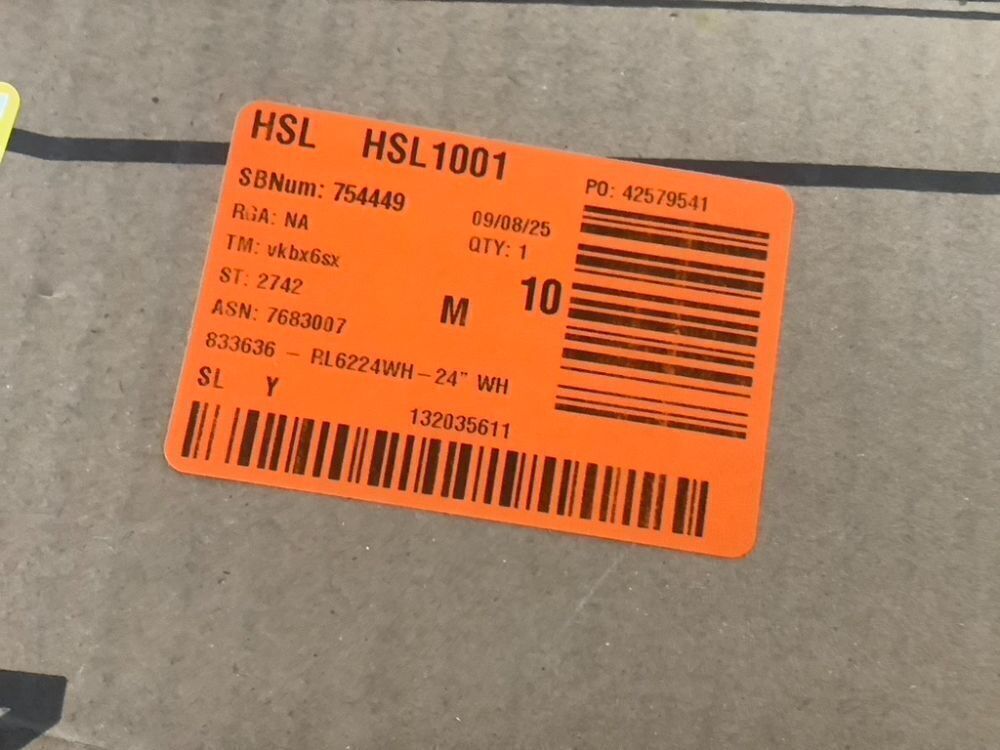 HSL HSL1001
PO: 42579541
SBNum: 754449
RGA: NA
09/08/25
TM: vkbx6sx
QTY: 1
ST: 2742
M 10
ASN: 7683007
833636 - RL6224WH-24" WH
SL Y
132035611